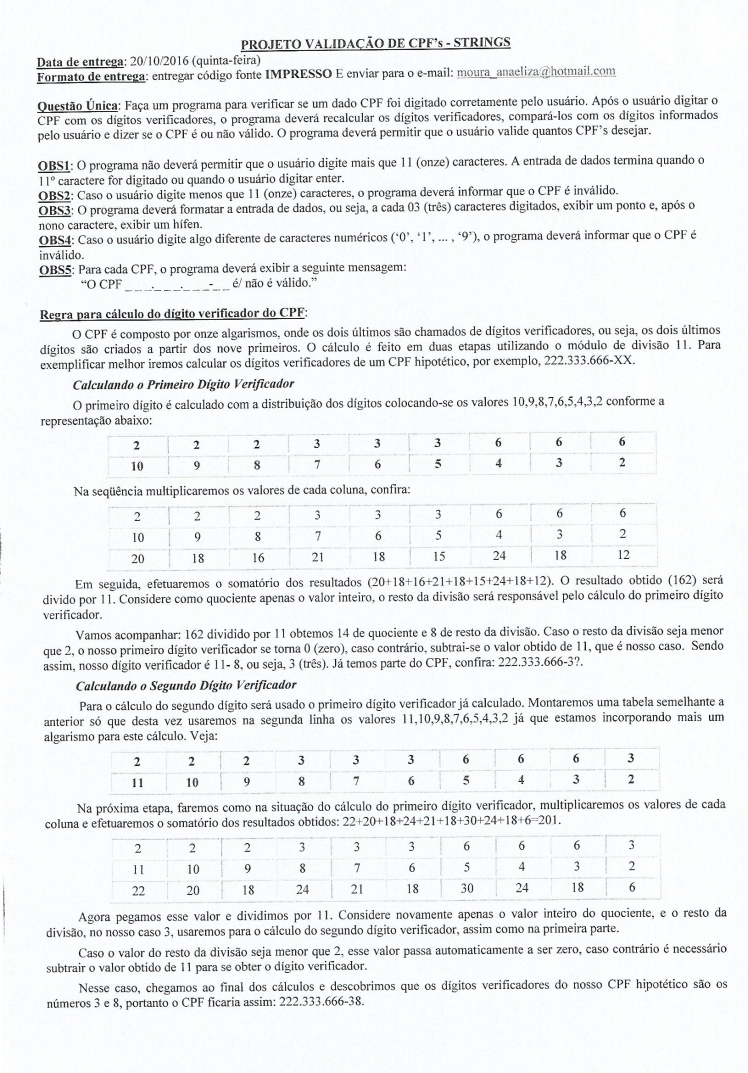 PROJETO VALIDAÇÃO DE CPF's - STRINGS
Data de entrega: 20/10/2016 (quinta-feira)
Formato de entrega: entregar código fonte IMPRESSO E enviar para o e-mail: moura_anaeliza@hotmail.com
Questão Única: Faça um programa para verificar se um dado CPF foi digitado corretamente pelo usuário. Após o usuário digitar o
CPF com os dígitos verificadores, o programa deverá recalcular os dígitos verificadores, compará-los com os dígitos informados
pelo usuário e dizer se o CPF é ou não válido. O programa deverá permitir que o usuário valide quantos CPF's desejar.
OBS1: O programa não deverá permitir que o usuário digite mais que 11 (onze) caracteres. A entrada de dados termina quando o
11º caractere for digitado ou quando o usuário digitar enter.
OBS2: Caso o usuário digite menos que 11 (onze) caracteres, o programa deverá informar que o CPF é inválido.
OBS3: O programa deverá formatar a entrada de dados, ou seja, a cada 03 (três) caracteres digitados, exibir um ponto e, após o
nono caractere, exibir um hífen.
OBS4: Caso o usuário digite algo diferente de caracteres numéricos ('0', '1', ... , '9'), o programa deverá informar que o CPF é
inválido.
OBS5: Para cada CPF, o programa deverá exibir a seguinte mensagem:
"O CPF _ _ _._ _ _._ _ _-_ _ é/ não é válido."
Regra para cálculo do dígito verificador do CPF:
O CPF é composto por onze algarismos, onde os dois últimos são chamados de dígitos verificadores, ou seja, os dois últimos
dígitos são criados a partir dos nove primeiros. O cálculo é feito em duas etapas utilizando o módulo de divisão 11. Para
exemplificar melhor iremos calcular os dígitos verificadores de um CPF hipotético, por exemplo, 222.333.666-XX.
Calculando o Primeiro Dígito Verificador
O primeiro dígito é calculado com a distribuição dos dígitos colocando-se os valores 10,9,8,7,6,5,4,3,2 conforme a
representação abaixo:
2 2 2 3 3 3 6 6 6
10 9 8 7 6 5 4 3 2
Na seqüência multiplicaremos os valores de cada coluna, confira:
2 2 2 3 3 3 6 6 6
10 9 8 7 6 5 4 3 2
20 18 16 21 18 15 24 18 12
Em seguida, efetuaremos o somatório dos resultados (20+18+16+21+18+15+24+18+12). O resultado obtido (162) será
divido por 11. Considere como quociente apenas o valor inteiro, o resto da divisão será responsável pelo cálculo do primeiro dígito
verificador.
Vamos acompanhar: 162 dividido por 11 obtemos 14 de quociente e 8 de resto da divisão. Caso o resto da divisão seja menor
que 2, o nosso primeiro dígito verificador se torna 0 (zero), caso contrário, subtrai-se o valor obtido de 11, que é nosso caso. Sendo
assim, nosso dígito verificador é 11- 8, ou seja, 3 (três). Já temos parte do CPF, confira: 222.333.666-3?.
Calculando o Segundo Dígito Verificador
Para o cálculo do segundo dígito será usado o primeiro dígito verificador já calculado. Montaremos uma tabela semelhante a
anterior só que desta vez usaremos na segunda linha os valores 11,10,9,8,7,6,5,4,3,2 já que estamos incorporando mais um
algarismo para este cálculo. Veja:
2 2 2 3 3 3 6 6 6 3
11 10 9 8 7 6 5 4 3 2
Na próxima etapa, faremos como na situação do cálculo do primeiro dígito verificador, multiplicaremos os valores de cada
coluna e efetuaremos o somatório dos resultados obtidos: 22+20+18+24+21+18+30+24+18+6=201.
2 2 2 3 3 3 6 6 6 3
11 10 9 8 7 6 5 4 3 2
22 20 18 24 21 18 30 24 18 6
Agora pegamos esse valor e dividimos por 11. Considere novamente apenas o valor inteiro do quociente, e o resto da
divisão, no nosso caso 3, usaremos para o cálculo do segundo dígito verificador, assim como na primeira parte.
Caso o valor do resto da divisão seja menor que 2, esse valor passa automaticamente a ser zero, caso contrário é necessário
subtrair o valor obtido de 11 para se obter o dígito verificador.
Nesse caso, chegamos ao final dos cálculos e descobrimos que os dígitos verificadores do nosso CPF hipotético são os
números 3 e 8, portanto o CPF ficaria assim: 222.333.666-38.